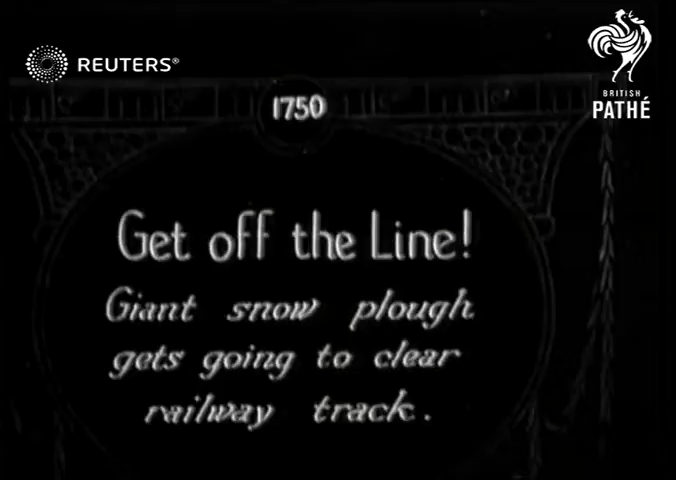 REUTERS®
BRITISH
PATHÉ
1750
Get off the Line!
Giant snow plough
gets going to clear
railway track.